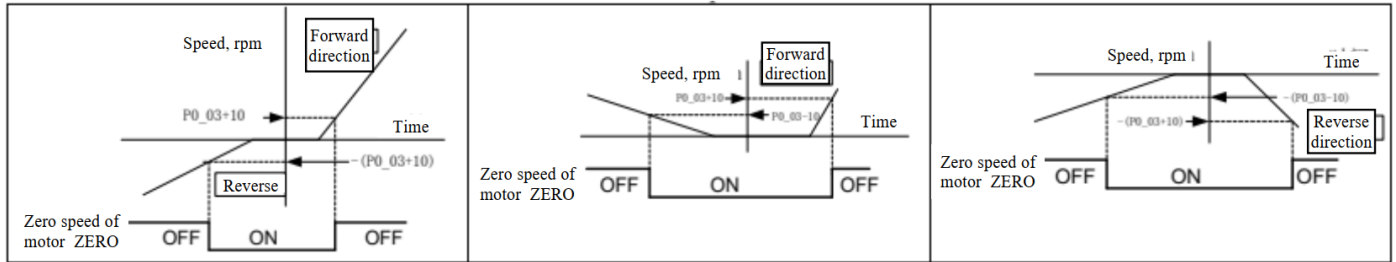 Speed, rpm
Forward
direction
P0_03+10
Time
-(P0_03+10)
Reverse
Zero speed of
motor ZERO
OFF
ON
OFF
Forward
direction
Speed, rpm
P0_03+10
P0_03-10
Time
Zero speed of
motor ZERO
OFF
ON
OFF
Speed, rpm
Time
-(P0_03-10)
-(P0_03+10)
Reverse
direction
Zero speed of
motor ZERO
OFF
ON
OFF